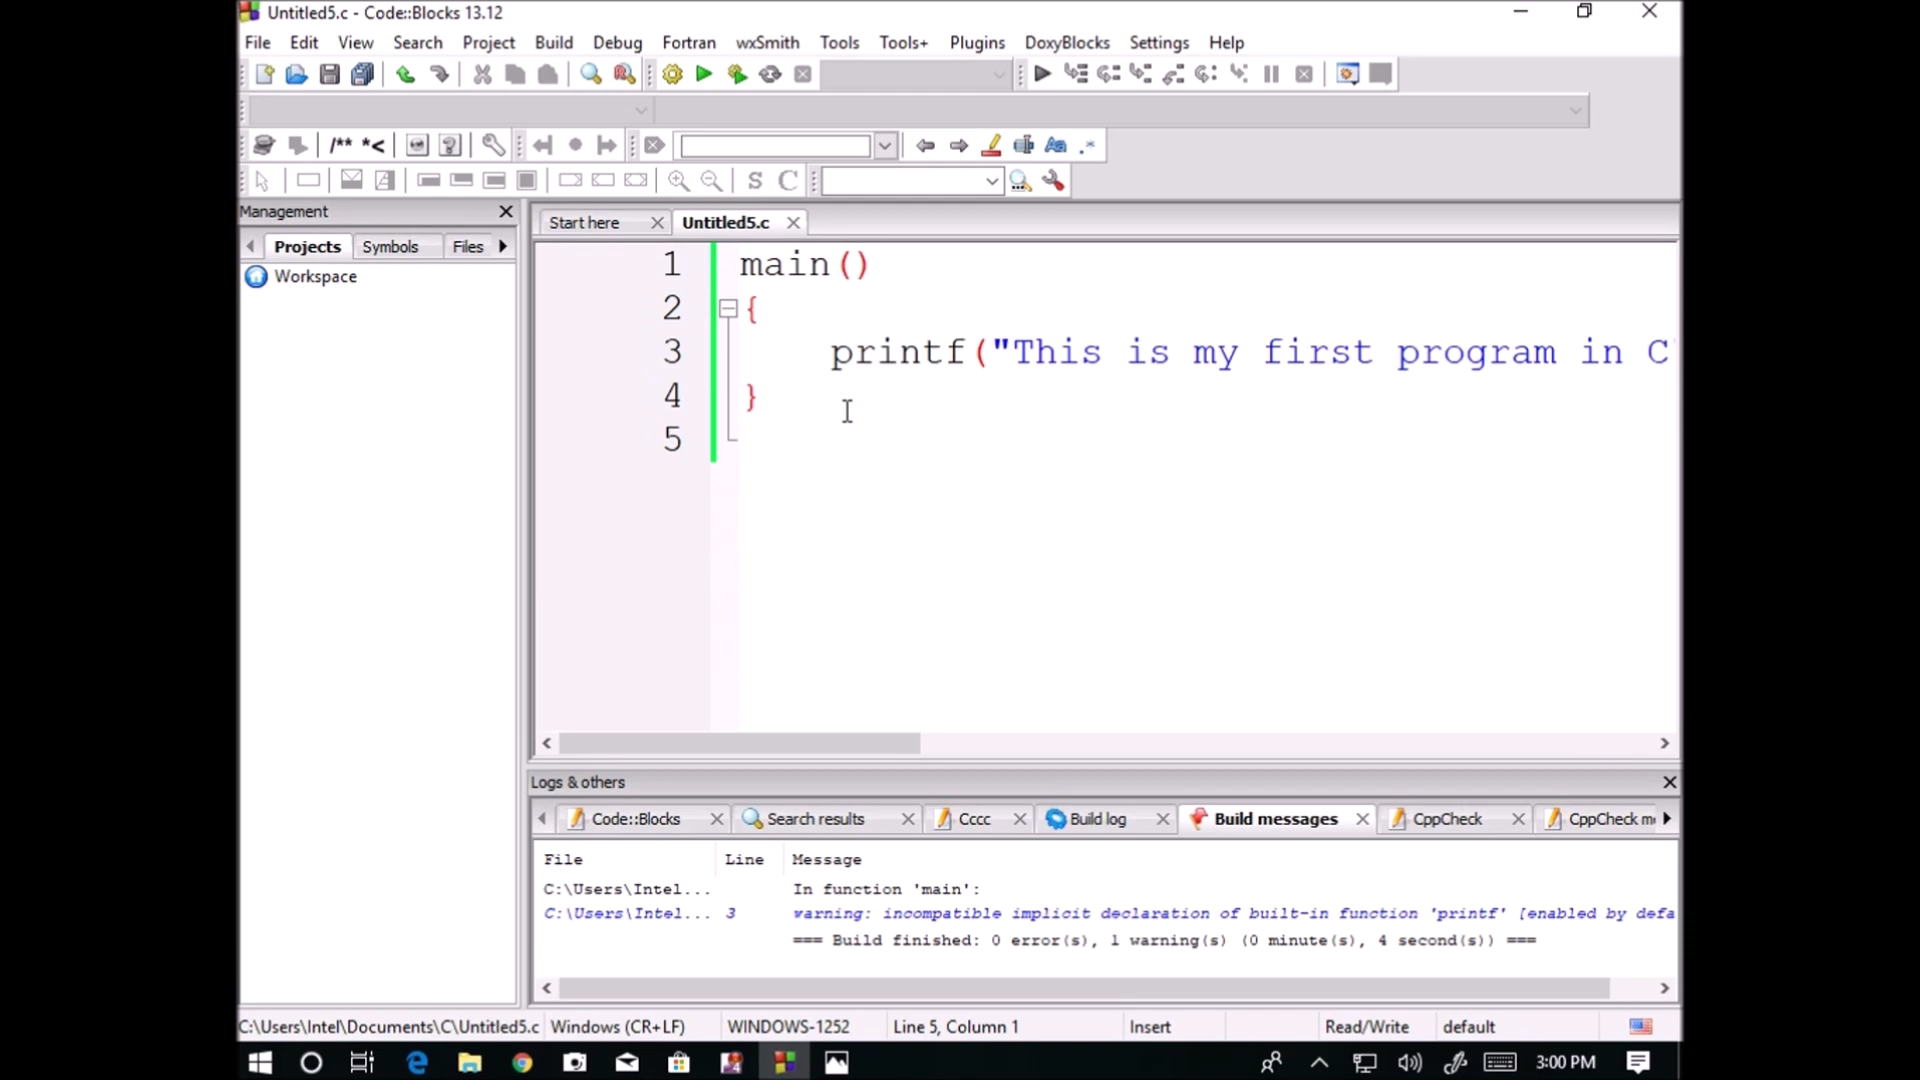 Untitled5.c - Code::Blocks 13.12
File Edit View Search Project Build Debug Fortran wxSmith Tools Tools+ Plugins DoxyBlocks Settings Help
/** *<
Aa .*
S C
Management
Start here Untitled5.c
Projects Symbols Files
Workspace
1 main()
2 {
3 printf("This is my first program in C
4 }
5
Logs & others
Code::Blocks Search results Cccc Build log Build messages CppCheck CppCheck m
File Line Message
C:\Users\Intel... In function 'main':
C:\Users\Intel... 3 warning: incompatible implicit declaration of built-in function 'printf' [enabled by defa
=== Build finished: 0 error(s), 1 warning(s) (0 minute(s), 4 second(s)) ===
C:\Users\Intel\Documents\C\Untitled5.c Windows (CR+LF) WINDOWS-1252 Line 5, Column 1 Insert Read/Write default
3:00 PM